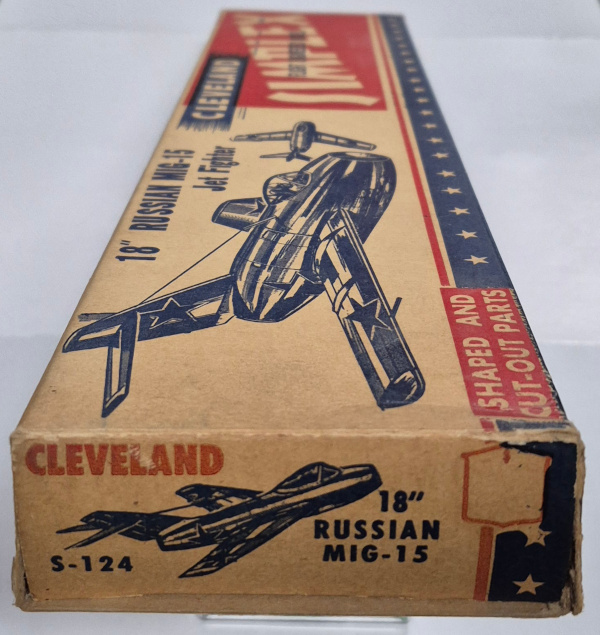 CLEVELAND
18" RUSSIAN MIG-15
Jet Fighter
SHAPED AND
CUT-OUT PARTS
CLEVELAND
18"
RUSSIAN
MIG-15
S-124